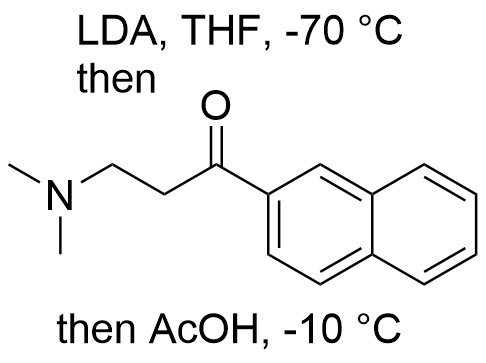 LDA, THF, -70 °C
then
O
N
then AcOH, -10 °C